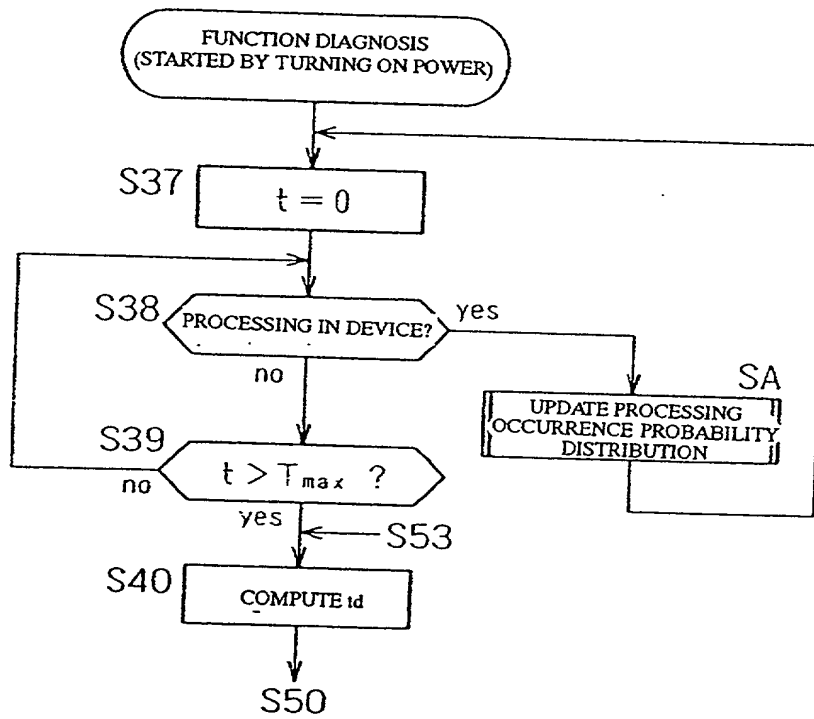 FUNCTION DIAGNOSIS
(STARTED BY TURNING ON POWER)
S37
t = 0
S38
PROCESSING IN DEVICE?
yes
no
SA
UPDATE PROCESSING
OCCURRENCE PROBABILITY
DISTRIBUTION
S39
t > Tmax ?
no
yes
S53
S40
COMPUTE td
S50